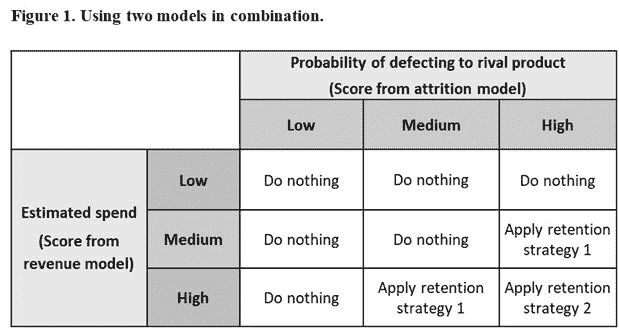 Figure 1. Using two models in combination.
Probability of defecting to rival product
(Score from attrition model)
Low
Medium
High
Estimated spend
(Score from
revenue model)
Low
Do nothing
Do nothing
Do nothing
Medium
Do nothing
Do nothing
Apply retention
strategy 1
High
Do nothing
Apply retention
strategy 1
Apply retention
strategy 2